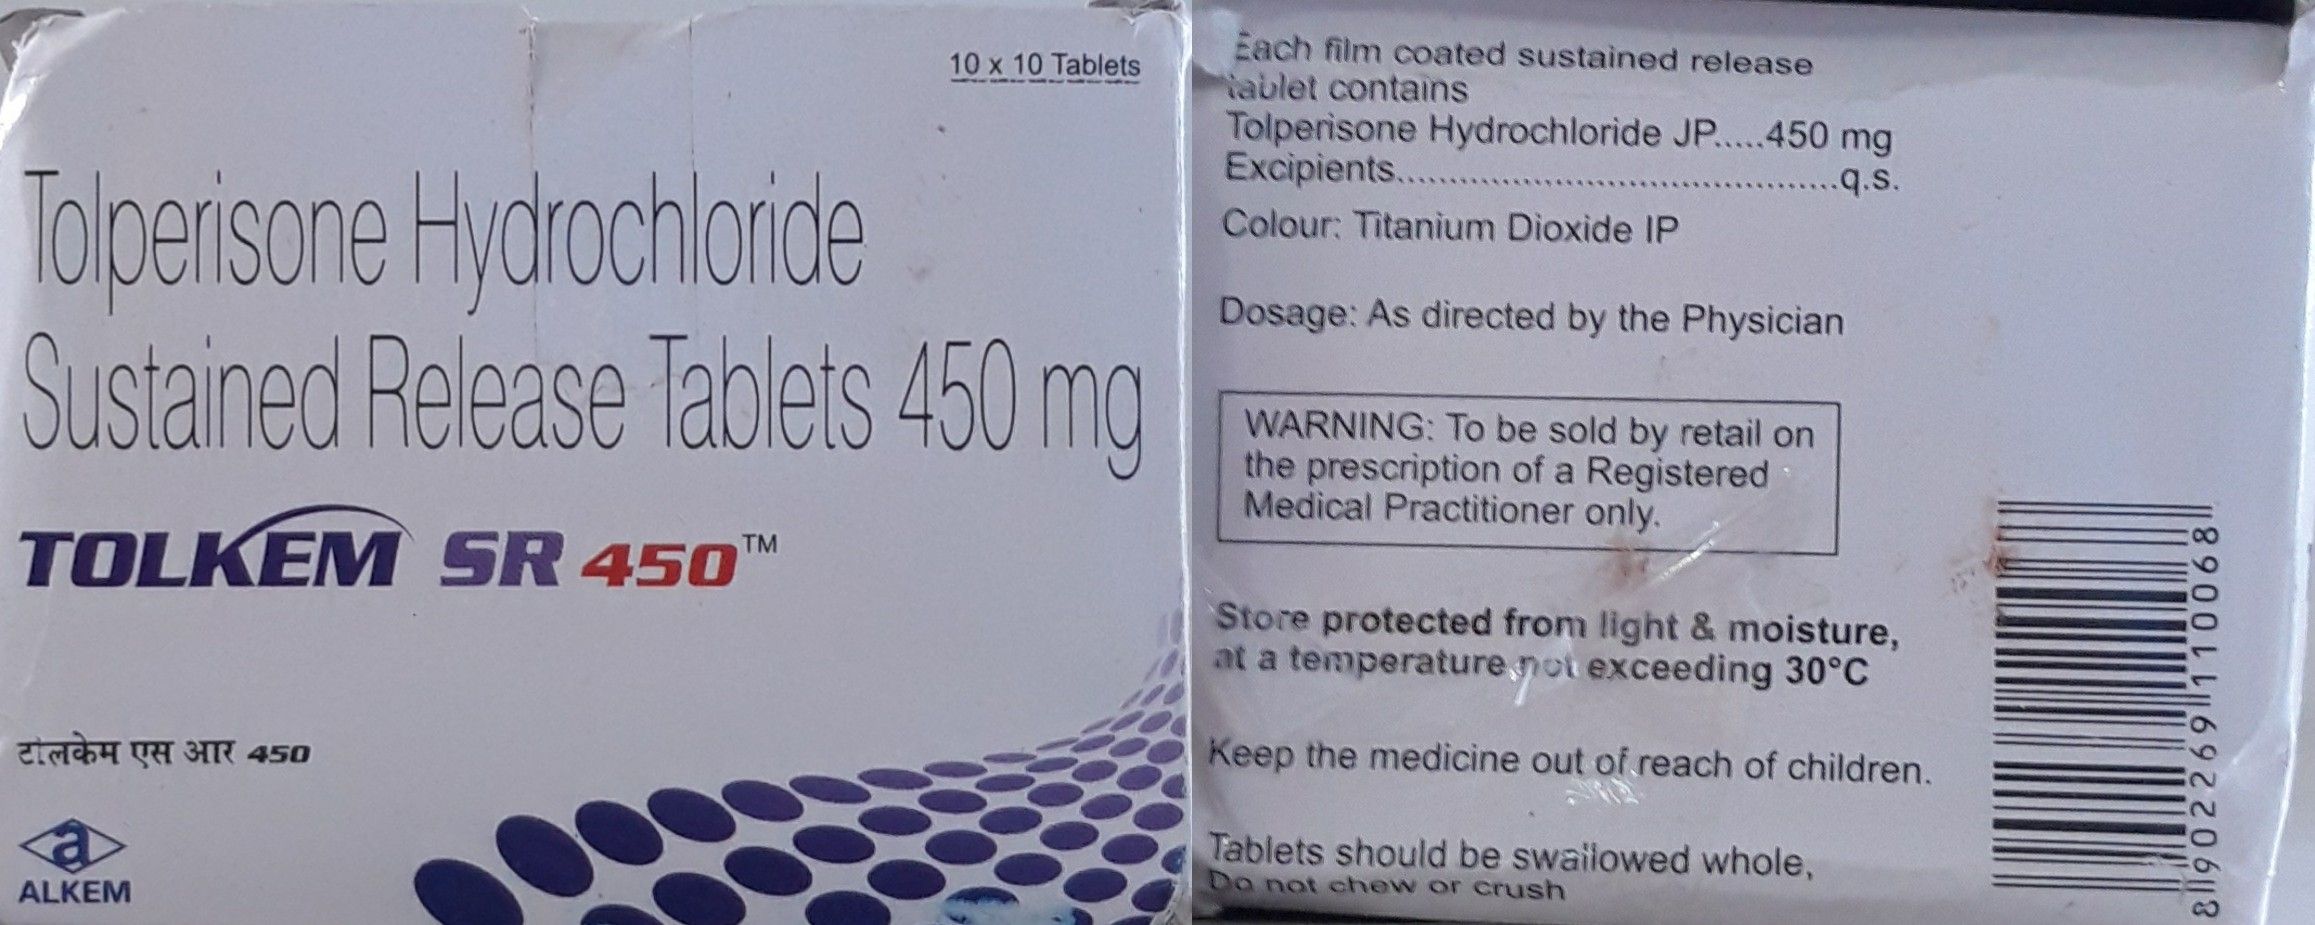 10 x 10 Tablets
Tolperisone Hydrochloride
Sustained Release Tablets 450 mg
TOLKEM SR 450™
टॉलकेम एस आर 450
a
ALKEM
Each film coated sustained release
tablet contains
Tolperisone Hydrochloride JP.....450 mg
Excipients..........................................q.s.
Colour: Titanium Dioxide IP
Dosage: As directed by the Physician
WARNING: To be sold by retail on
the prescription of a Registered
Medical Practitioner only.
Store protected from light & moisture,
at a temperature not exceeding 30°C
Keep the medicine out of reach of children.
Tablets should be swallowed whole,
Do not chew or crush
8902269110068